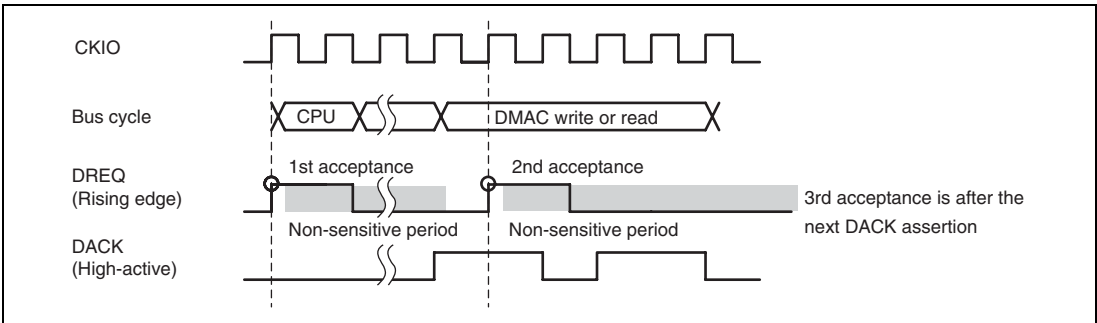 CKIO
Bus cycle
CPU
DMAC write or read
DREQ
(Rising edge)
1st acceptance
2nd acceptance
3rd acceptance is after the
next DACK assertion
Non-sensitive period
Non-sensitive period
DACK
(High-active)